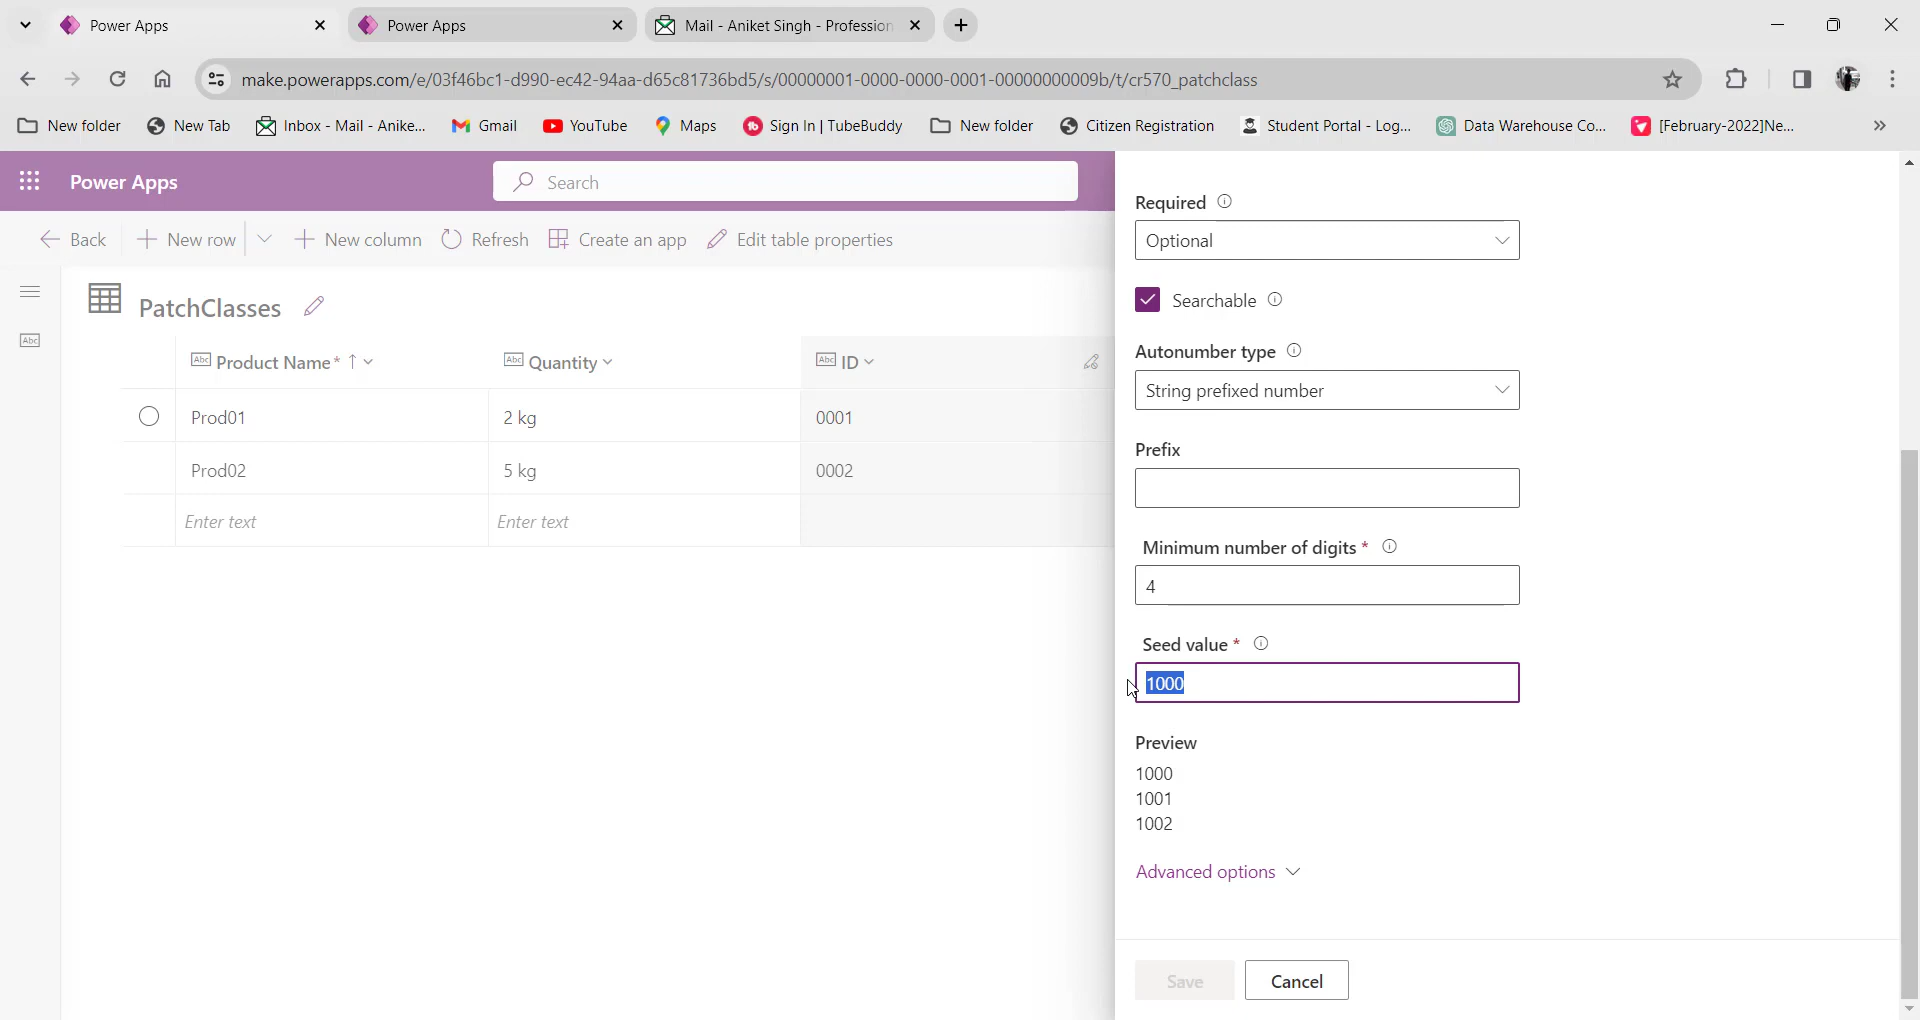 Power Apps
Power Apps
Mail - Aniket Singh - Profession
make.powerapps.com/e/03f46bc1-d990-ec42-94aa-d65c81736bd5/s/00000001-0000-0000-0001-00000000009b/t/cr570_patchclass
New folder
New Tab
Inbox - Mail - Anike...
Gmail
YouTube
Maps
Sign In | TubeBuddy
New folder
Citizen Registration
Student Portal - Log...
Data Warehouse Co...
[February-2022]Ne...
Power Apps
Search
Back
New row
New column
Refresh
Create an app
Edit table properties
PatchClasses
Abc
Abc Product Name *
Abc Quantity
Abc ID
Prod01 2 kg 0001
Prod02 5 kg 0002
Enter text Enter text
Required
Optional
Searchable
Autonumber type
String prefixed number
Prefix
Minimum number of digits *
4
Seed value *
1000
Preview
1000
1001
1002
Advanced options
Save
Cancel